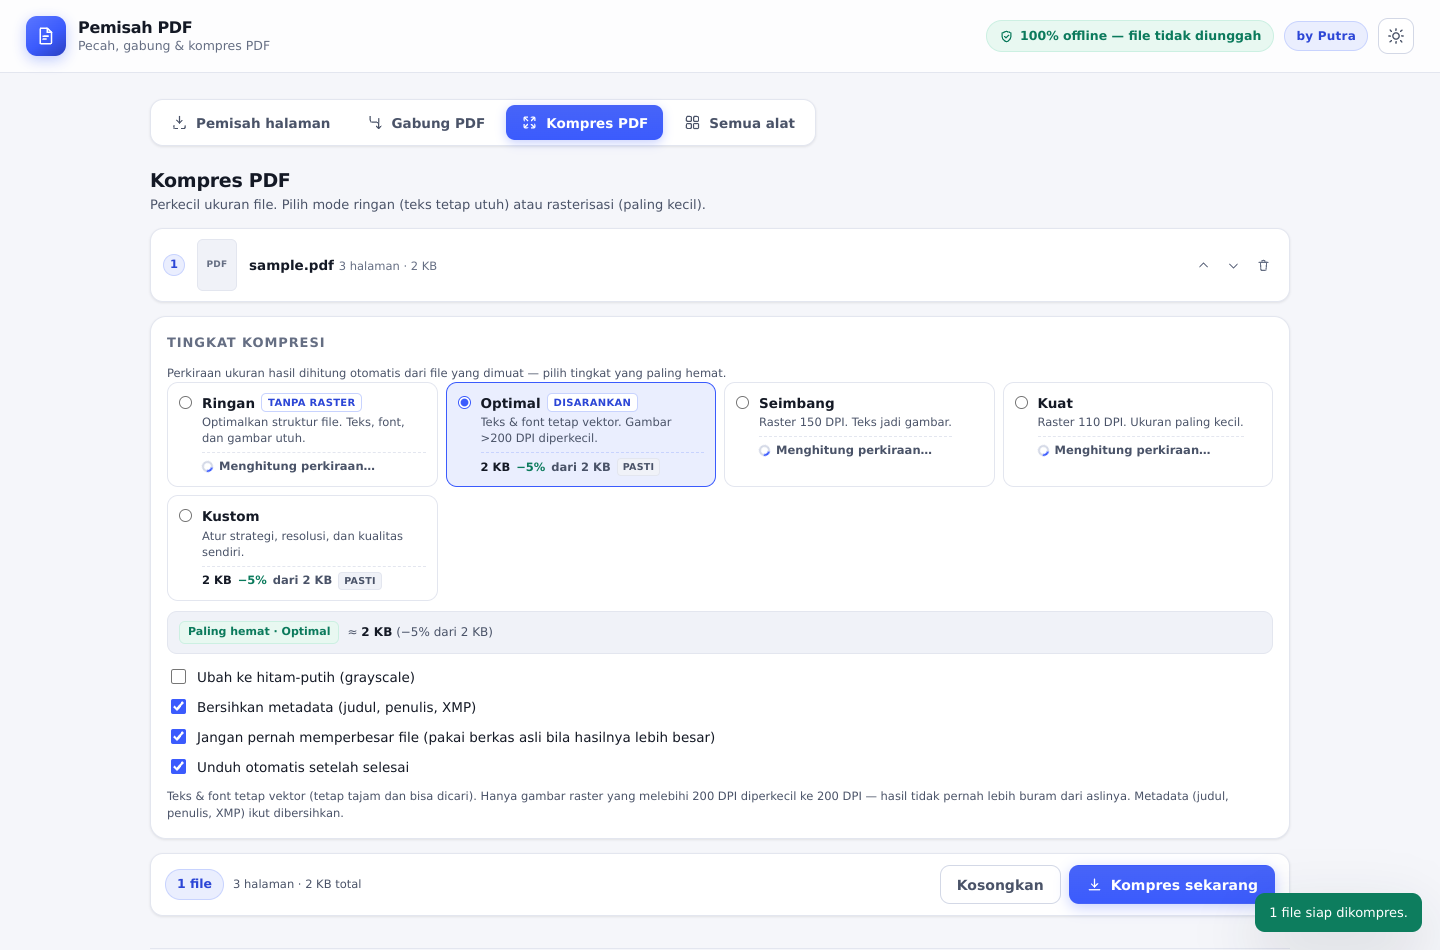 Pemisah PDF
Pecah, gabung & kompres PDF
100% offline — file tidak diunggah
by Putra
Pemisah halaman
Gabung PDF
Kompres PDF
Semua alat
Kompres PDF
Perkecil ukuran file. Pilih mode ringan (teks tetap utuh) atau rasterisasi (paling kecil).
1
PDF
sample.pdf 3 halaman · 2 KB
TINGKAT KOMPRESI
Perkiraan ukuran hasil dihitung otomatis dari file yang dimuat — pilih tingkat yang paling hemat.
Ringan TANPA RASTER
Optimalkan struktur file. Teks, font,
dan gambar utuh.
Menghitung perkiraan…
Optimal DISARANKAN
Teks & font tetap vektor. Gambar
>200 DPI diperkecil.
2 KB −5% dari 2 KB PASTI
Seimbang
Raster 150 DPI. Teks jadi gambar.
Menghitung perkiraan…
Kuat
Raster 110 DPI. Ukuran paling kecil.
Menghitung perkiraan…
Kustom
Atur strategi, resolusi, dan kualitas
sendiri.
2 KB −5% dari 2 KB PASTI
Paling hemat · Optimal ≈ 2 KB (−5% dari 2 KB)
Ubah ke hitam-putih (grayscale)
Bersihkan metadata (judul, penulis, XMP)
Jangan pernah memperbesar file (pakai berkas asli bila hasilnya lebih besar)
Unduh otomatis setelah selesai
Teks & font tetap vektor (tetap tajam dan bisa dicari). Hanya gambar raster yang melebihi 200 DPI diperkecil ke 200 DPI — hasil tidak pernah lebih buram dari aslinya. Metadata (judul,
penulis, XMP) ikut dibersihkan.
1 file
3 halaman · 2 KB total
Kosongkan
Kompres sekarang
1 file siap dikompres.